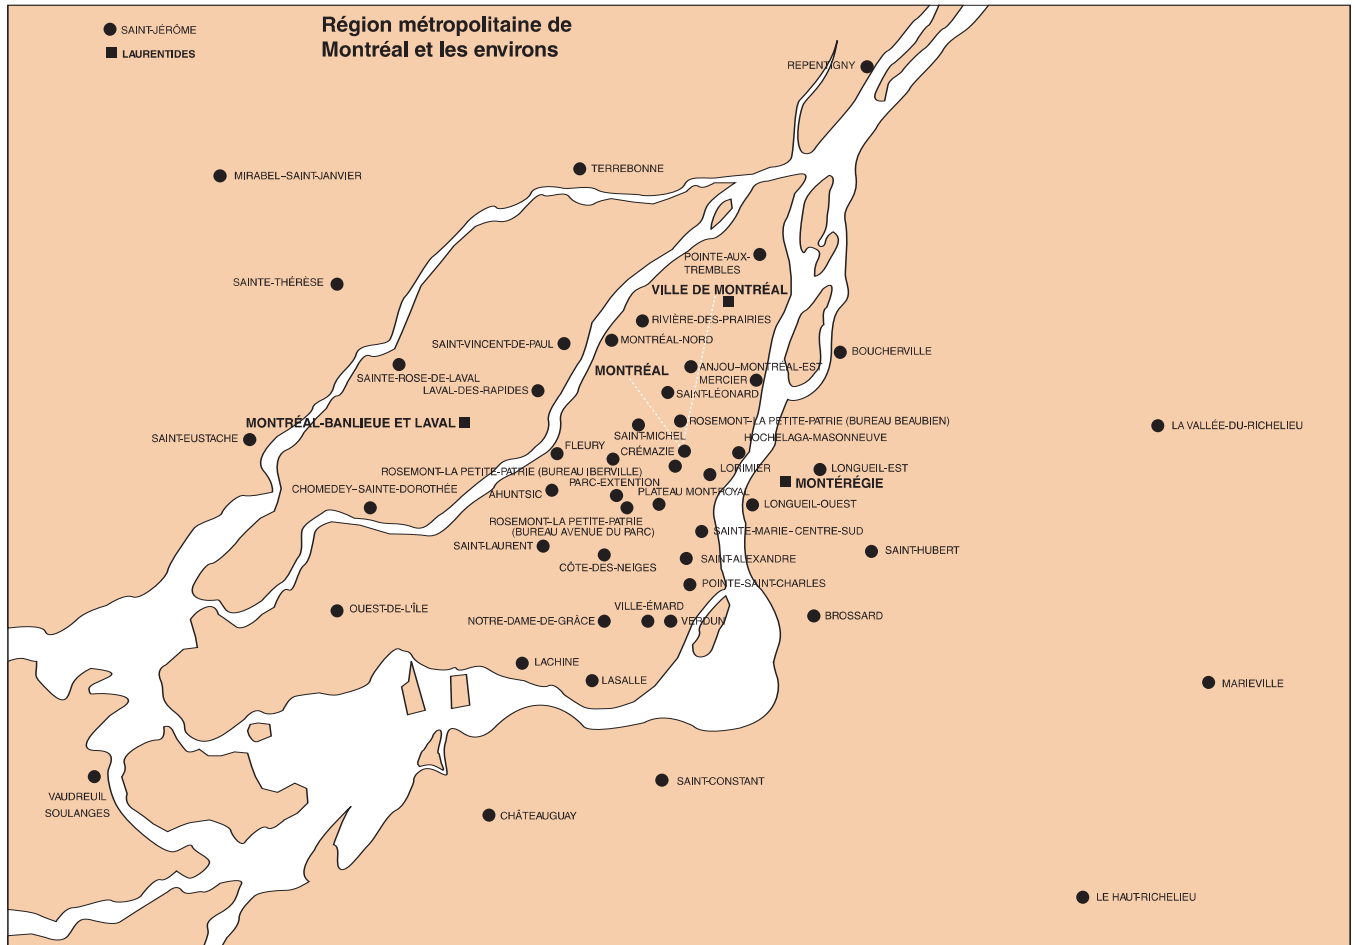 Région métropolitaine de
Montréal et les environs
SAINT-JÉRÔME
LAURENTIDES
REPENTIGNY
TERREBONNE
MIRABEL–SAINT-JANVIER
POINTE-AUX-
TREMBLES
SAINTE-THÉRÈSE
VILLE DE MONTRÉAL
RIVIÈRE-DES-PRAIRIES
SAINT-VINCENT-DE-PAUL
MONTRÉAL-NORD
BOUCHERVILLE
ANJOU–MONTRÉAL-EST
MONTRÉAL
SAINTE-ROSE-DE-LAVAL
MERCIER
LAVAL-DES-RAPIDES
SAINT-LÉONARD
MONTRÉAL-BANLIEUE ET LAVAL
ROSEMONT–LA PETITE-PATRIE (BUREAU BEAUBIEN)
LA VALLÉE-DU-RICHELIEU
SAINT-EUSTACHE
SAINT-MICHEL
HOCHELAGA-MASONNEUVE
FLEURY
CRÉMAZIE
ROSEMONT–LA PETITE-PATRIE (BUREAU IBERVILLE)
LORIMIER
LONGUEIL-EST
PARC-EXTENTION
MONTÉRÉGIE
CHOMEDEY–SAINTE-DOROTHÉE
AHUNTSIC
PLATEAU MONT-ROYAL
LONGUEIL-OUEST
ROSEMONT–LA PETITE-PATRIE
(BUREAU AVENUE DU PARC)
SAINTE-MARIE–CENTRE-SUD
SAINT-LAURENT
SAINT-HUBERT
SAINT-ALEXANDRE
CÔTE-DES-NEIGES
POINTE-SAINT-CHARLES
OUEST-DE-L'ÎLE
VILLE-ÉMARD
NOTRE-DAME-DE-GRÂCE
VERDUN
BROSSARD
LACHINE
LASALLE
MARIEVILLE
SAINT-CONSTANT
VAUDREUIL
SOULANGES
CHÂTEAUGUAY
LE HAUT-RICHELIEU